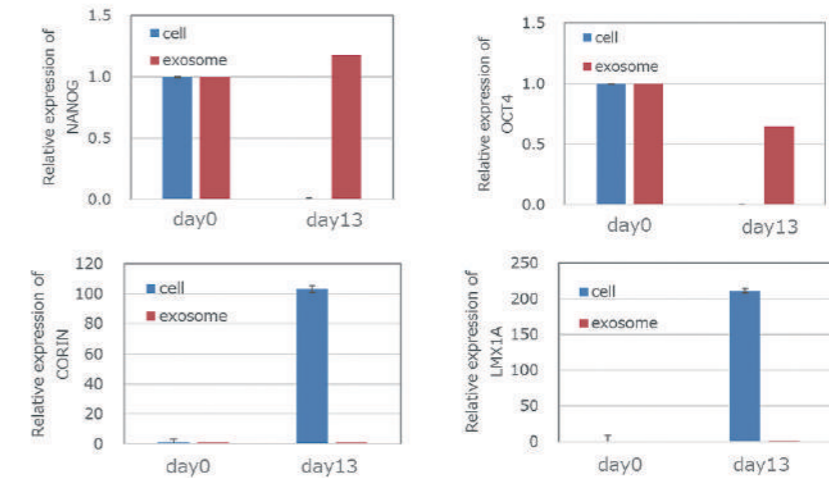 Relative expression of
NANOG
1.5
1.0
0.5
0.0
cell
exosome
day0
day13
Relative expression of
OCT4
1.5
1.0
0.5
0.0
cell
exosome
day0
day13
Relative expression of
CORIN
120
100
80
60
40
20
0
cell
exosome
day0
day13
Relative expression of
LMX1A
250
200
150
100
50
0
cell
exosome
day0
day13